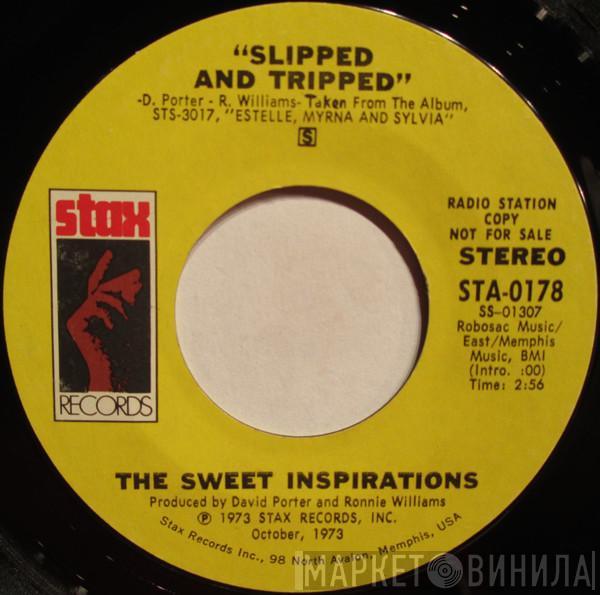 "SLIPPED
AND TRIPPED"
-D. Porter - R. Williams- Taken From The Album,
STS-3017, "ESTELLE, MYRNA AND SYLVIA"
S
stax
RECORDS
RADIO STATION
COPY
NOT FOR SALE
STEREO
STA-0178
SS-01307
Robosac Music/
East/Memphis
Music, BMI
(Intro. :00)
Time: 2:56
THE SWEET INSPIRATIONS
Produced by David Porter and Ronnie Williams
℗ 1973 STAX RECORDS, INC.
October, 1973
Stax Records Inc., 98 North Avalon, Memphis, USA
МАРКЕТ ВИНИЛА